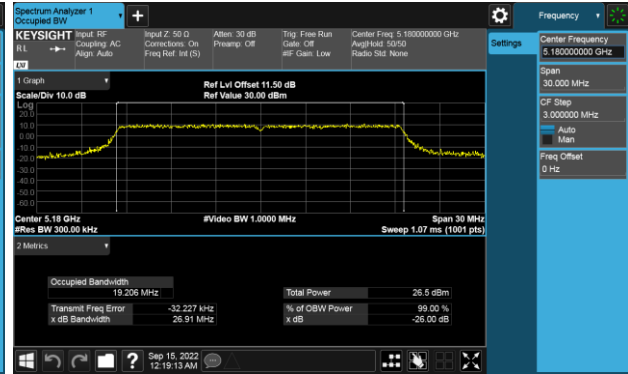 Spectrum Analyzer 1
Occupied BW
+
Frequency
KEYSIGHT
RL
Input: RF
Coupling: AC
Align: Auto
Input Z: 50 Ω
Corrections: On
Freq Ref: Int (S)
Atten: 30 dB
Preamp: Off
Trig: Free Run
Gate: Off
#IF Gain: Low
Center Freq: 5.180000000 GHz
Avg|Hold: 50/50
Radio Std: None
LXI
Settings
Center Frequency
5.180000000 GHz
Span
30.000 MHz
CF Step
3.000000 MHz
Auto
Man
Freq Offset
0 Hz
1 Graph
Scale/Div 10.0 dB
Ref Lvl Offset 11.50 dB
Ref Value 30.00 dBm
Log
20.0
10.0
0.00
-10.0
-20.0
-30.0
-40.0
-50.0
-60.0
Center 5.18 GHz
#Video BW 1.0000 MHz
Span 30 MHz
#Res BW 300.00 kHz
Sweep 1.07 ms (1001 pts)
2 Metrics
Occupied Bandwidth
19.206 MHz
Total Power 26.5 dBm
Transmit Freq Error -32.227 kHz
% of OBW Power 99.00 %
x dB Bandwidth 26.91 MHz
x dB -26.00 dB
?
Sep 15, 2022
12:19:13 AM